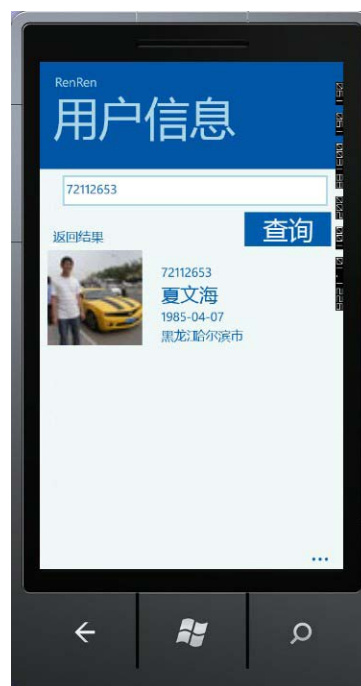 RenRen
用户信息
72112653
查询
返回结果
72112653
夏文海
1985-04-07
黑龙江哈尔滨市
...